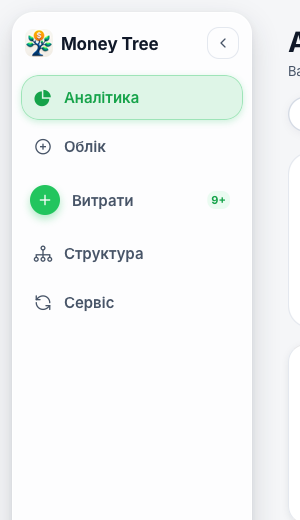 Money Tree
Аналітика
Облік
Витрати
9+
Структура
Сервіс